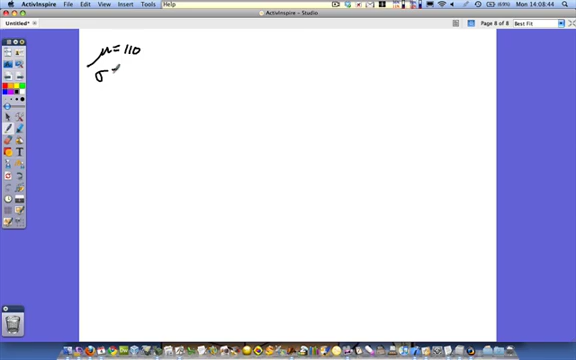 ActivInspire File Edit View Insert Tools Help 14:08:44
ActivInspire – Studio
Untitled* Page 8 of 8 Best Fit
μ = 110
σ =